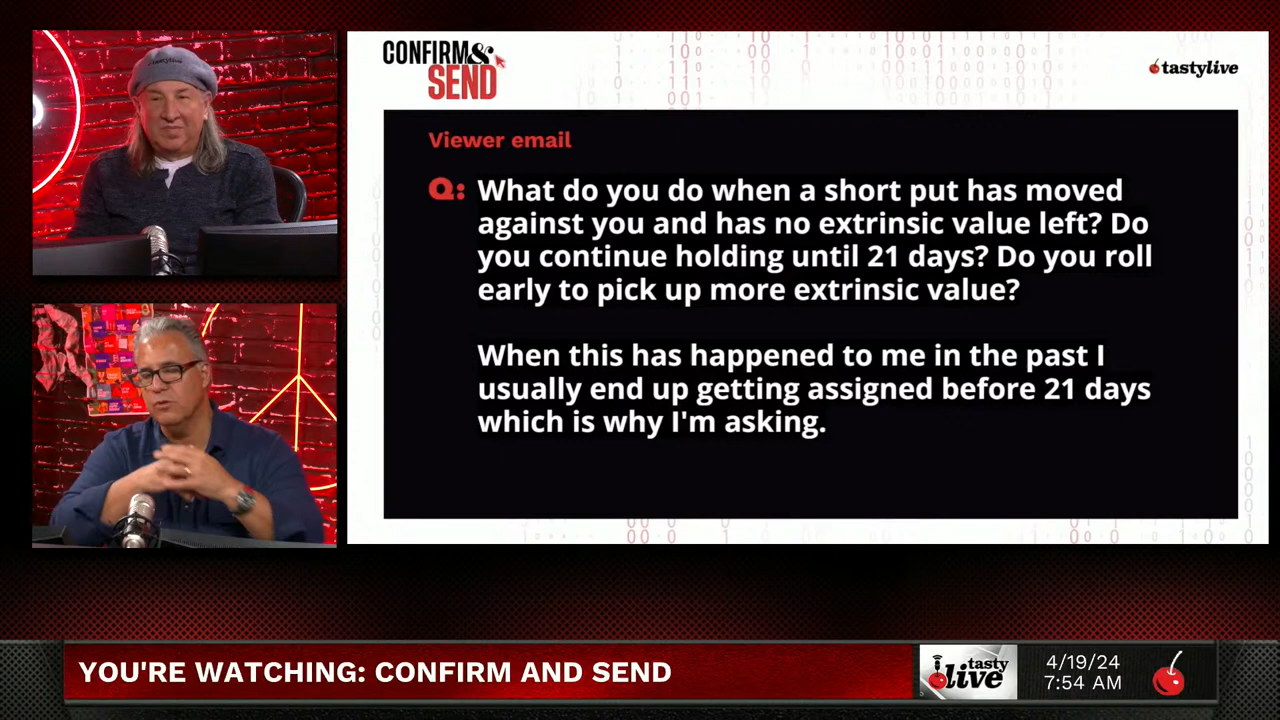 CONFIRM&
SEND
tastylive
Viewer email
Q: What do you do when a short put has moved
against you and has no extrinsic value left? Do
you continue holding until 21 days? Do you roll
early to pick up more extrinsic value?
When this has happened to me in the past I
usually end up getting assigned before 21 days
which is why I'm asking.
YOU'RE WATCHING: CONFIRM AND SEND
tasty
live
4/19/24
7:54 AM